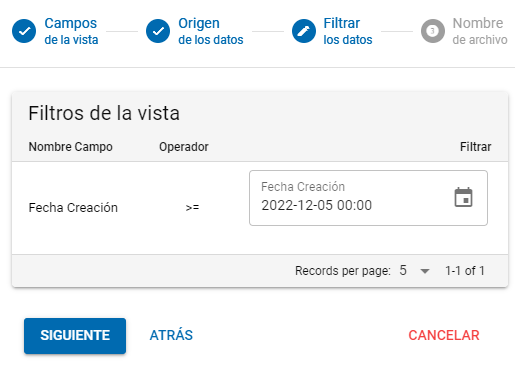 Campos
de la vista
Origen
de los datos
Filtrar
los datos
3
Nombre
de archivo
Filtros de la vista
Nombre Campo Operador Filtrar
Fecha Creación >=
Fecha Creación
2022-12-05 00:00
Records per page: 5 1-1 of 1
SIGUIENTE ATRÁS CANCELAR